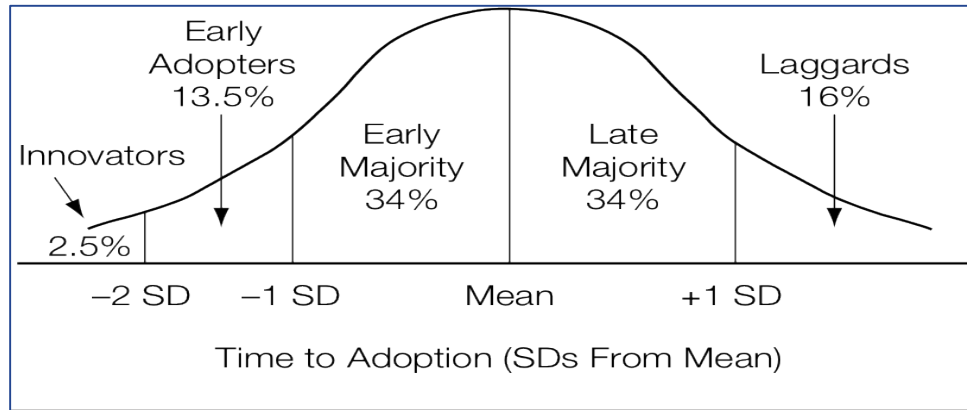 Early
Adopters
13.5%
Laggards
16%
Innovators
Early
Majority
34%
Late
Majority
34%
2.5%
–2 SD
–1 SD
Mean
+1 SD
Time to Adoption (SDs From Mean)